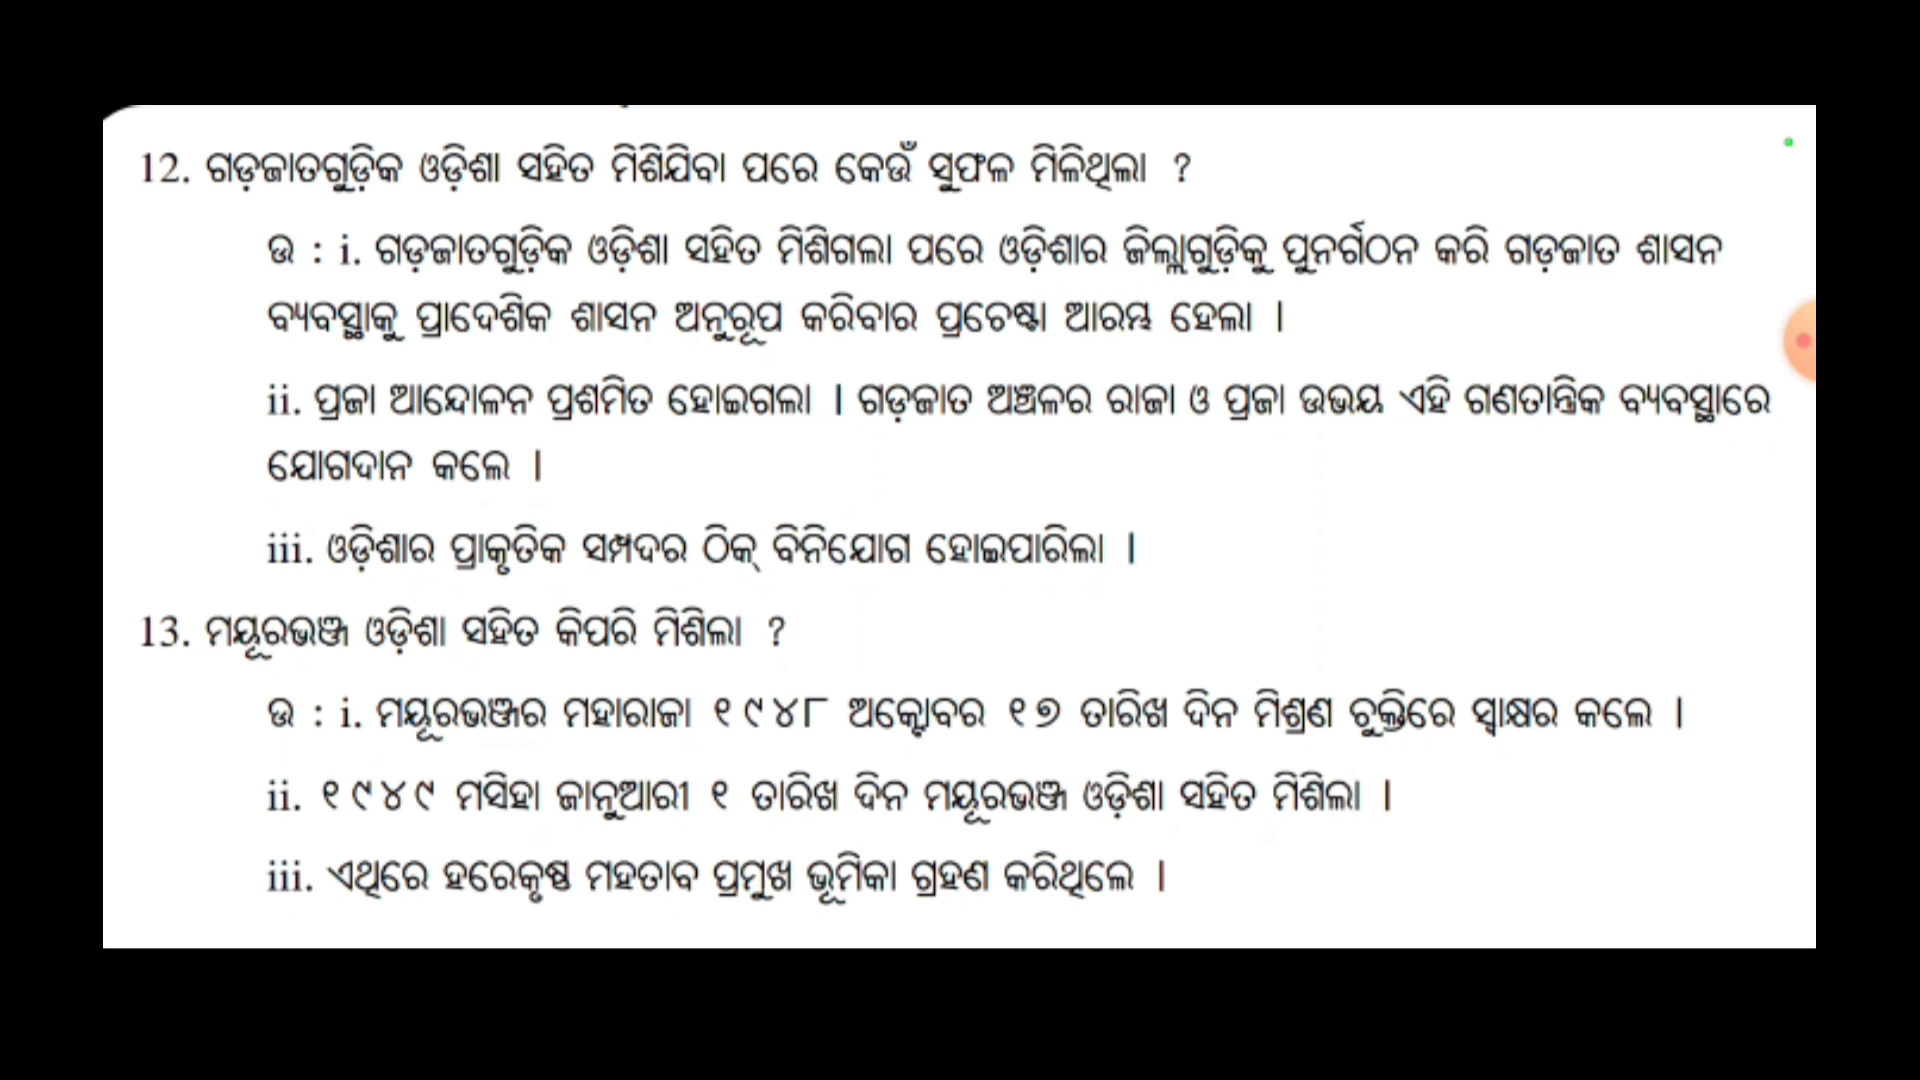 12. ଗଡ଼ଜାତଗୁଡ଼ିକ ଓଡ଼ିଶା ସହିତ ମିଶିଯିବା ପରେ କେଉଁ ସୁଫଳ ମିଳିଥିଲା ?
ଉ : i. ଗଡ଼ଜାତଗୁଡ଼ିକ ଓଡ଼ିଶା ସହିତ ମିଶିଗଲା ପରେ ଓଡ଼ିଶାର ଜିଲ୍ଲାଗୁଡ଼ିକୁ ପୁନର୍ଗଠନ କରି ଗଡ଼ଜାତ ଶାସନ
ବ୍ୟବସ୍ଥାକୁ ପ୍ରାଦେଶିକ ଶାସନ ଅନୁରୂପ କରିବାର ପ୍ରଚେଷ୍ଟା ଆରମ୍ଭ ହେଲା ।
ii. ପ୍ରଜା ଆନ୍ଦୋଳନ ପ୍ରଶମିତ ହୋଇଗଲା । ଗଡ଼ଜାତ ଅଞ୍ଚଳର ରାଜା ଓ ପ୍ରଜା ଉଭୟ ଏହି ଗଣତାନ୍ତ୍ରିକ ବ୍ୟବସ୍ଥାରେ
ଯୋଗଦାନ କଲେ ।
iii. ଓଡ଼ିଶାର ପ୍ରାକୃତିକ ସମ୍ପଦର ଠିକ୍ ବିନିଯୋଗ ହୋଇପାରିଲା ।
13. ମୟୂରଭଞ୍ଜ ଓଡ଼ିଶା ସହିତ କିପରି ମିଶିଲା ?
ଉ : i. ମୟୂରଭଞ୍ଜର ମହାରାଜା ୧୯୪୮ ଅକ୍ଟୋବର ୧୭ ତାରିଖ ଦିନ ମିଶ୍ରଣ ଚୁକ୍ତିରେ ସ୍ୱାକ୍ଷର କଲେ ।
ii. ୧୯୪୯ ମସିହା ଜାନୁଆରୀ ୧ ତାରିଖ ଦିନ ମୟୂରଭଞ୍ଜ ଓଡ଼ିଶା ସହିତ ମିଶିଲା ।
iii. ଏଥିରେ ହରେକୃଷ୍ଣ ମହତାବ ପ୍ରମୁଖ ଭୂମିକା ଗ୍ରହଣ କରିଥିଲେ ।